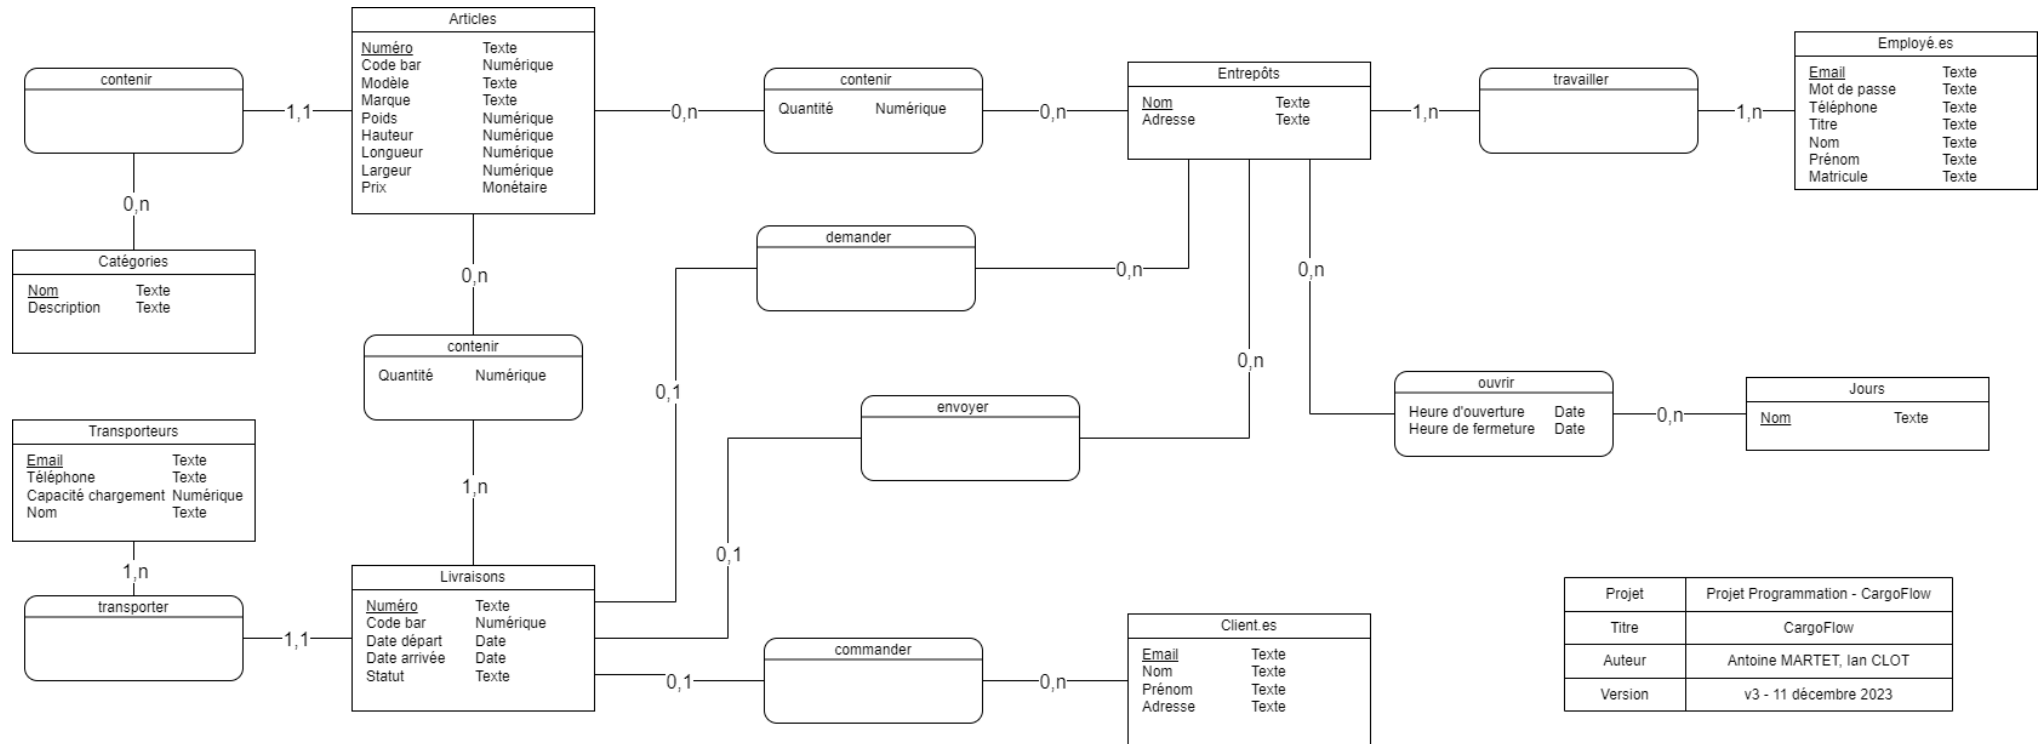 Articles
Numéro Texte
Code bar Numérique
Modèle Texte
Marque Texte
Poids Numérique
Hauteur Numérique
Longueur Numérique
Largeur Numérique
Prix Monétaire
contenir
1,1
0,n
Catégories
Nom Texte
Description Texte
0,n
contenir
Quantité Numérique
0,n
Entrepôts
Nom Texte
Adresse Texte
1,n
travailler
1,n
Employé.es
Email Texte
Mot de passe Texte
Téléphone Texte
Titre Texte
Nom Texte
Prénom Texte
Matricule Texte
0,n
contenir
Quantité Numérique
1,n
demander
0,n
0,1
envoyer
0,n
0,1
0,n
ouvrir
Heure d'ouverture Date
Heure de fermeture Date
0,n
Jours
Nom Texte
Transporteurs
Email Texte
Téléphone Texte
Capacité chargement Numérique
Nom Texte
1,n
transporter
1,1
Livraisons
Numéro Texte
Code bar Numérique
Date départ Date
Date arrivée Date
Statut Texte
0,1
commander
0,n
Client.es
Email Texte
Nom Texte
Prénom Texte
Adresse Texte
Projet Projet Programmation - CargoFlow
Titre CargoFlow
Auteur Antoine MARTET, Ian CLOT
Version v3 - 11 décembre 2023